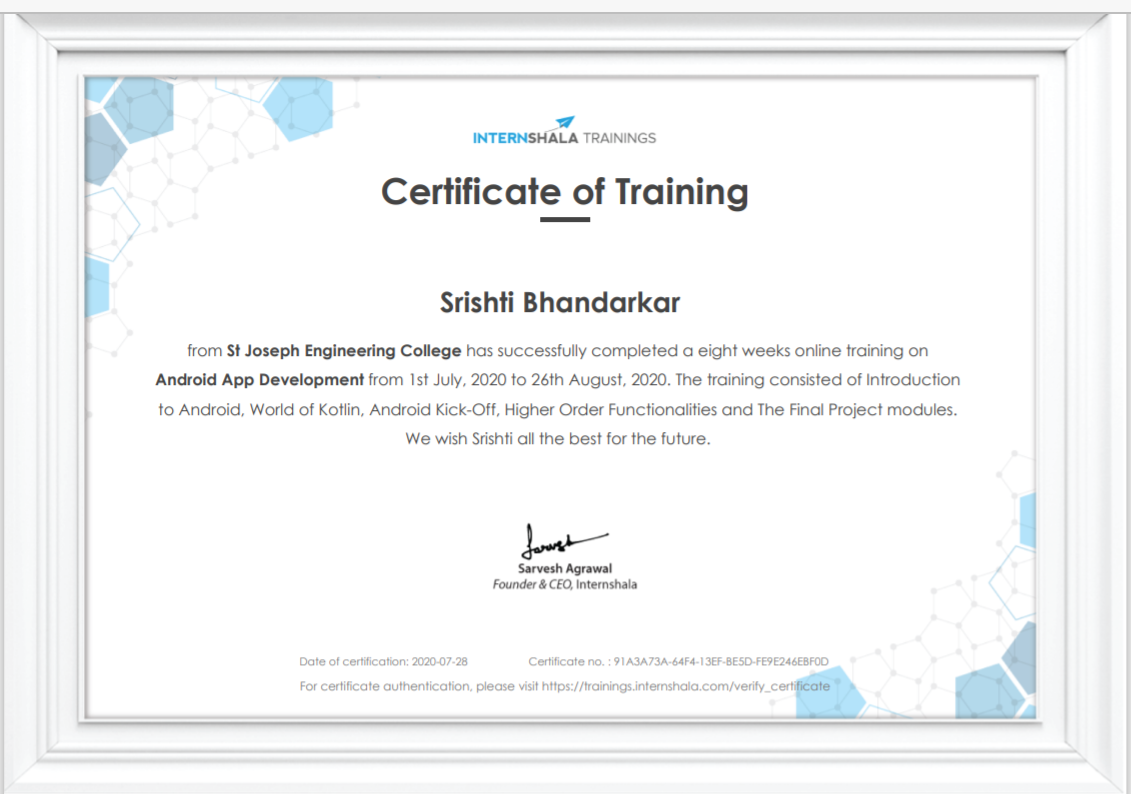 INTERNSHALA TRAININGS
Certificate of Training
Srishti Bhandarkar
from St Joseph Engineering College has successfully completed a eight weeks online training on
Android App Development from 1st July, 2020 to 26th August, 2020. The training consisted of Introduction
to Android, World of Kotlin, Android Kick-Off, Higher Order Functionalities and The Final Project modules.
We wish Srishti all the best for the future.
Sarvesh
Sarvesh Agrawal
Founder & CEO, Internshala
Date of certification: 2020-07-28 Certificate no. : 91A3A73A-64F4-13EF-BE5D-FE9E246EBF0D
For certificate authentication, please visit https://trainings.internshala.com/verify_certificate